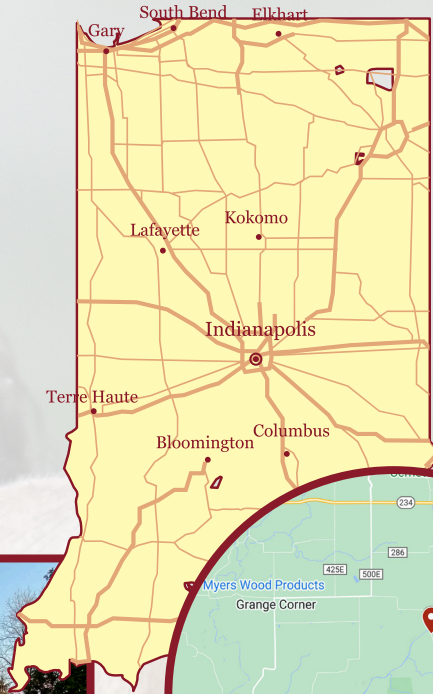 South Bend
Elkhart
Gary
Kokomo
Lafayette
Indianapolis
Terre Haute
Columbus
Bloomington
234
286
425E
500E
Myers Wood Products
Grange Corner